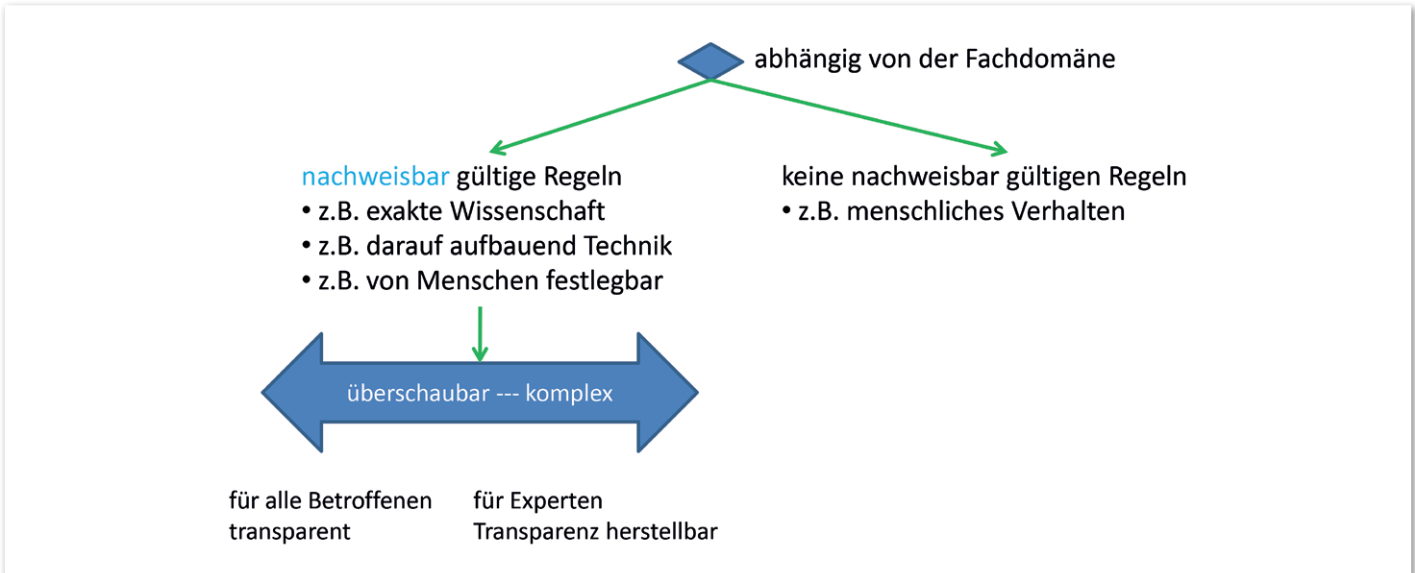 abhängig von der Fachdomäne
nachweisbar gültige Regeln
• z.B. exakte Wissenschaft
• z.B. darauf aufbauend Technik
• z.B. von Menschen festlegbar
keine nachweisbar gültigen Regeln
• z.B. menschliches Verhalten
überschaubar --- komplex
für alle Betroffenen
transparent
für Experten
Transparenz herstellbar